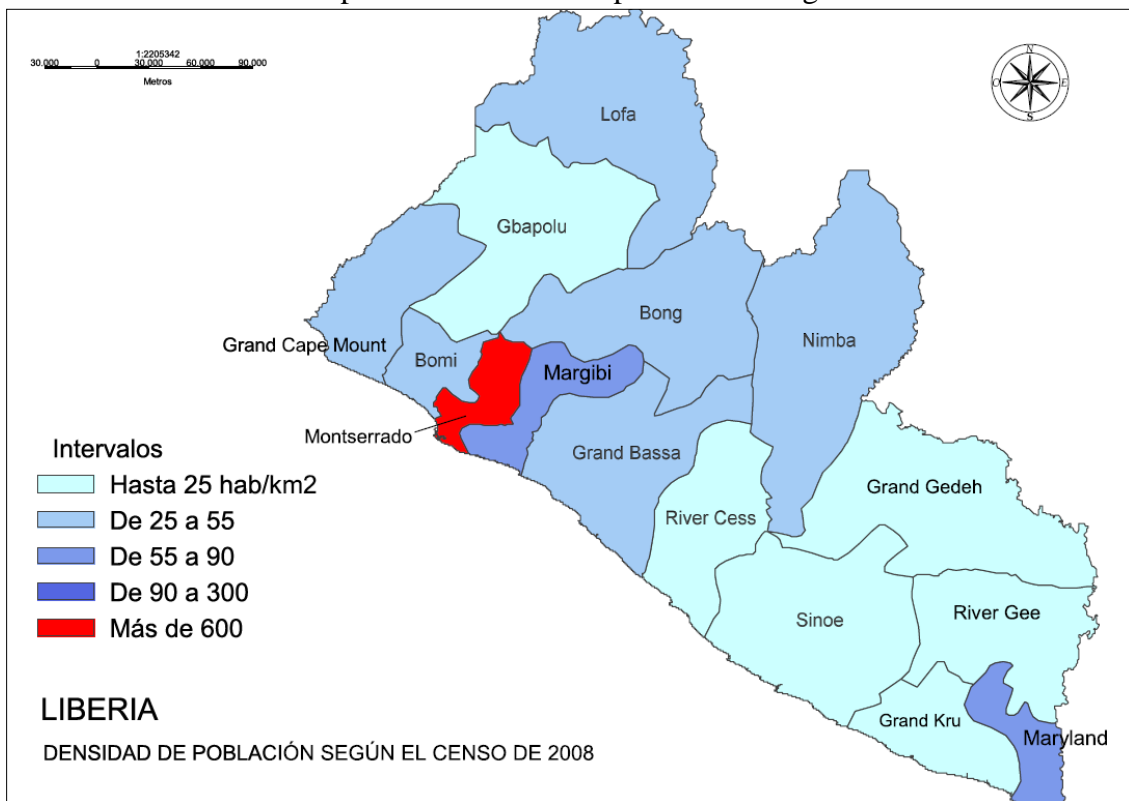 1:2205342
30.000 0 30.000 60.000 90.000
Metros
N
O E
S
Lofa
Gbapolu
Bong
Nimba
Grand Cape Mount
Bomi
Margibi
Montserrado
Grand Bassa
River Cess
Grand Gedeh
Sinoe
River Gee
Grand Kru
Maryland
Intervalos
Hasta 25 hab/km2
De 25 a 55
De 55 a 90
De 90 a 300
Más de 600
LIBERIA
DENSIDAD DE POBLACIÓN SEGÚN EL CENSO DE 2008